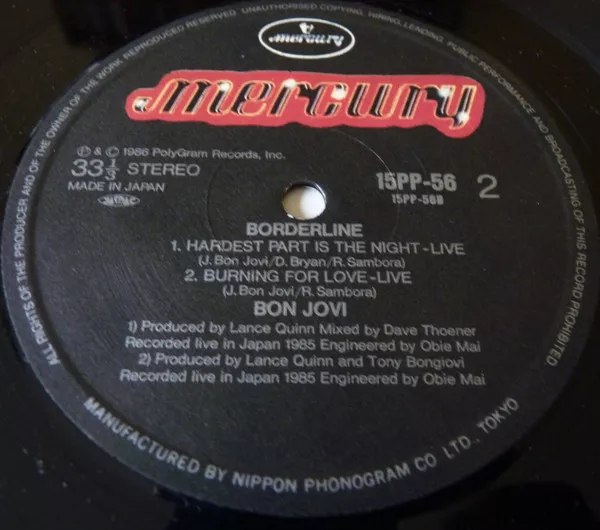 ALL RIGHTS OF THE PRODUCER AND OF THE OWNER OF THE WORK REPRODUCED RESERVED. UNAUTHORISED COPYING, HIRING, LENDING, PUBLIC PERFORMANCE AND BROADCASTING OF THIS RECORD PROHIBITED
mercury
mercury
℗ & © 1986 PolyGram Records, Inc.
33⅓ STEREO
MADE IN JAPAN
15PP-56
15PP-56B
2
BORDERLINE
1. HARDEST PART IS THE NIGHT-LIVE
(J. Bon Jovi/D. Bryan/R. Sambora)
2. BURNING FOR LOVE-LIVE
(J. Bon Jovi/R. Sambora)
BON JOVI
1) Produced by Lance Quinn Mixed by Dave Thoener
Recorded live in Japan 1985 Engineered by Obie Mai
2) Produced by Lance Quinn and Tony Bongiovi
Recorded live in Japan 1985 Engineered by Obie Mai
MANUFACTURED BY NIPPON PHONOGRAM CO LTD., TOKYO